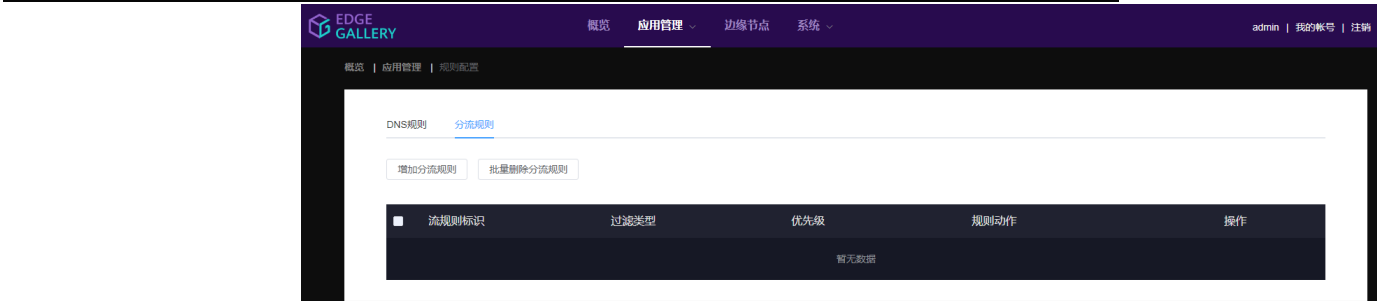 EDGE
GALLERY
概览 应用管理 边缘节点 系统 admin | 我的帐号 | 注销
概览 | 应用管理 | 规则配置
DNS规则 分流规则
增加分流规则 批量删除分流规则
流规则标识 过滤类型 优先级 规则动作 操作
暂无数据